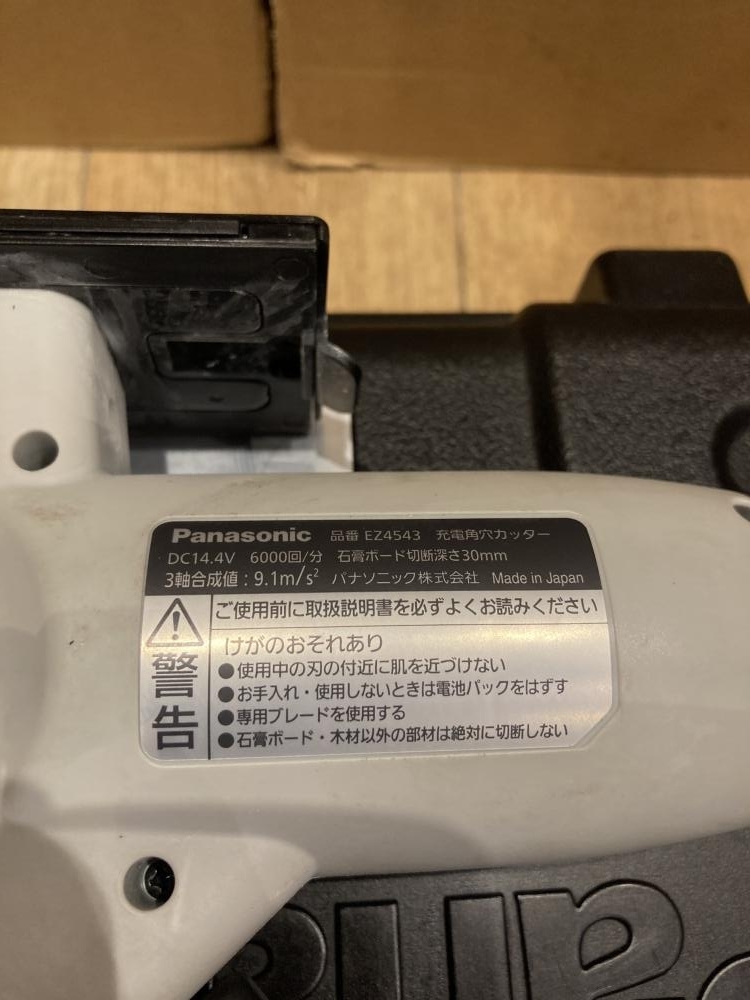 Panasonic 品番 EZ4543 充電角穴カッター
DC14.4V 6000回/分 石膏ボード切断深さ30mm
3軸合成値:9.1m/s² パナソニック株式会社 Made in Japan
ご使用前に取扱説明書を必ずよくお読みください
警告
けがのおそれあり
●使用中の刃の付近に肌を近づけない
●お手入れ・使用しないときは電池パックをはずす
●専用ブレードを使用する
●石膏ボード・木材以外の部材は絶対に切断しない